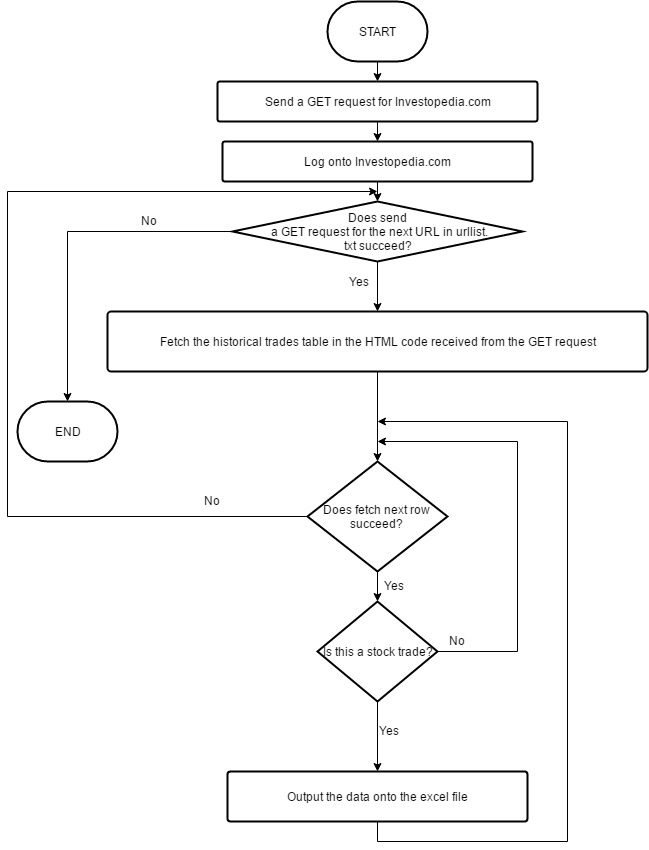 START
Send a GET request for Investopedia.com
Log onto Investopedia.com
Does send
a GET request for the next URL in urllist.
txt succeed?
No
Yes
Fetch the historical trades table in the HTML code received from the GET request
END
Does fetch next row
succeed?
No
Yes
Is this a stock trade?
No
Yes
Output the data onto the excel file